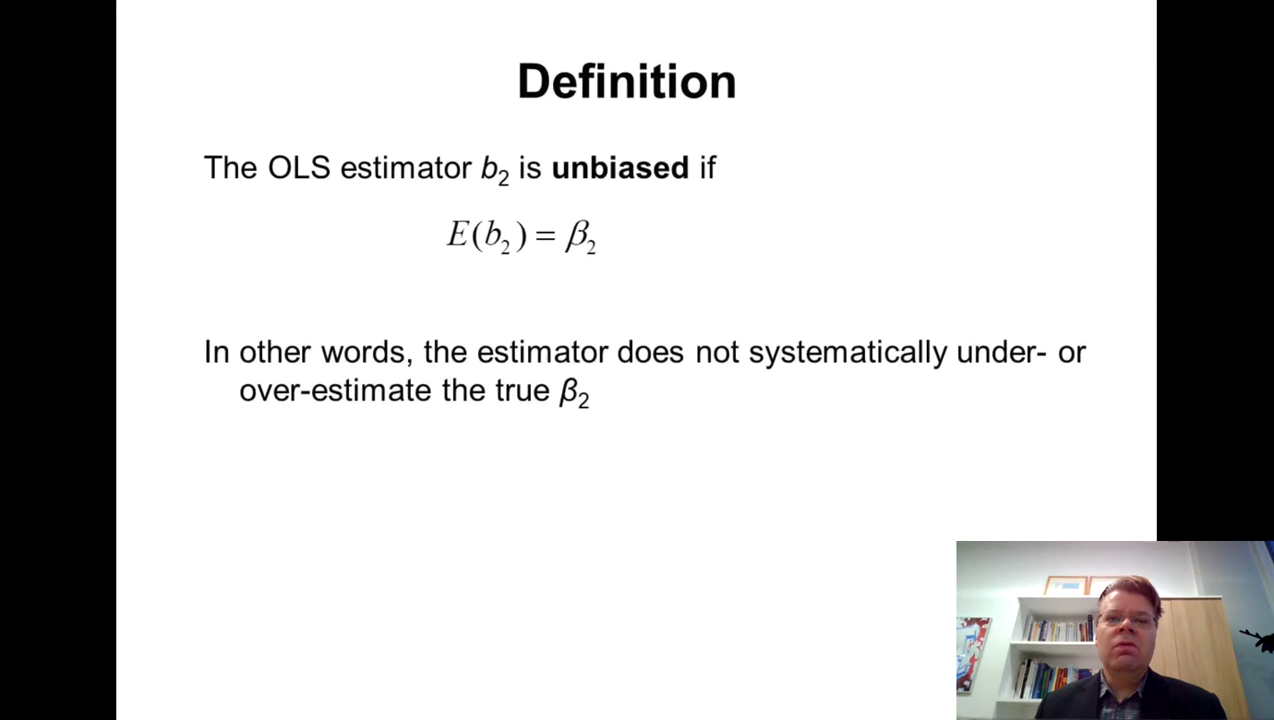 Definition
The OLS estimator b₂ is unbiased if
E(b₂) = β₂
In other words, the estimator does not systematically under- or
over-estimate the true β₂